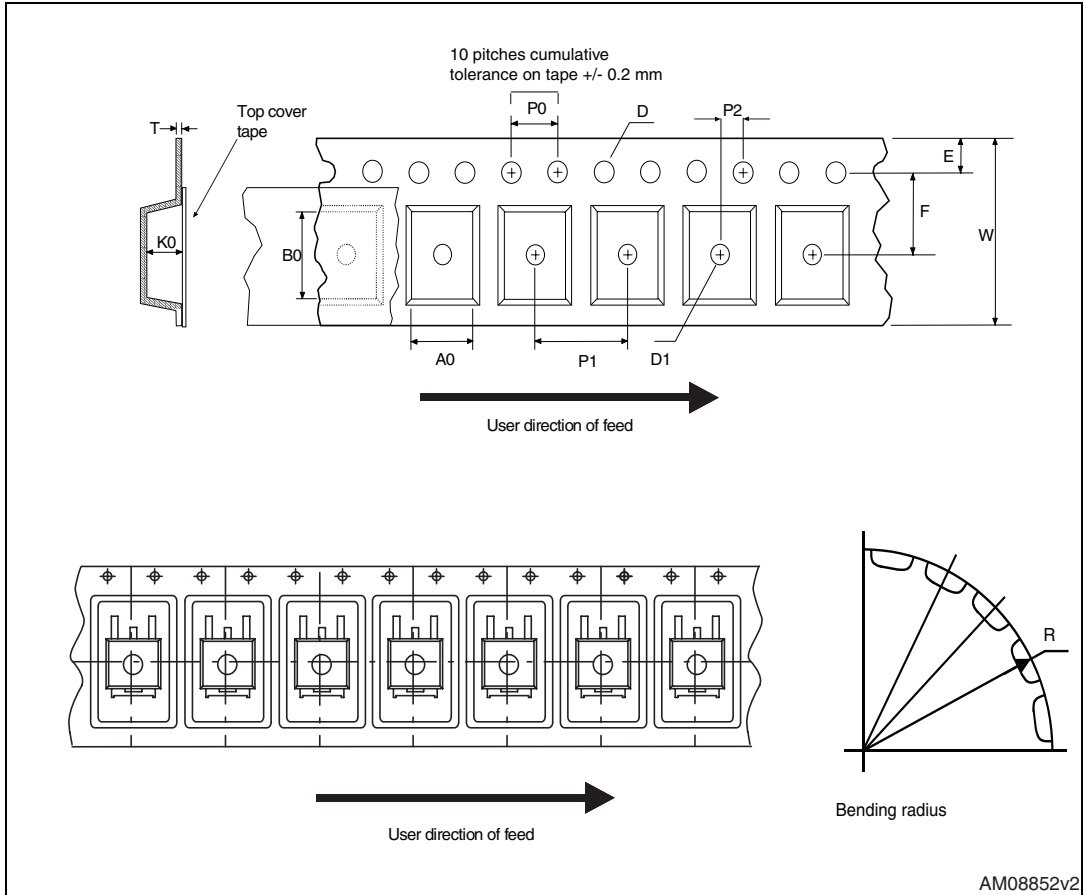 10 pitches cumulative
tolerance on tape +/- 0.2 mm
Top cover
tape
T
P0
D
P2
E
F
W
K0
B0
A0
P1
D1
User direction of feed
R
Bending radius
User direction of feed
AM08852v2